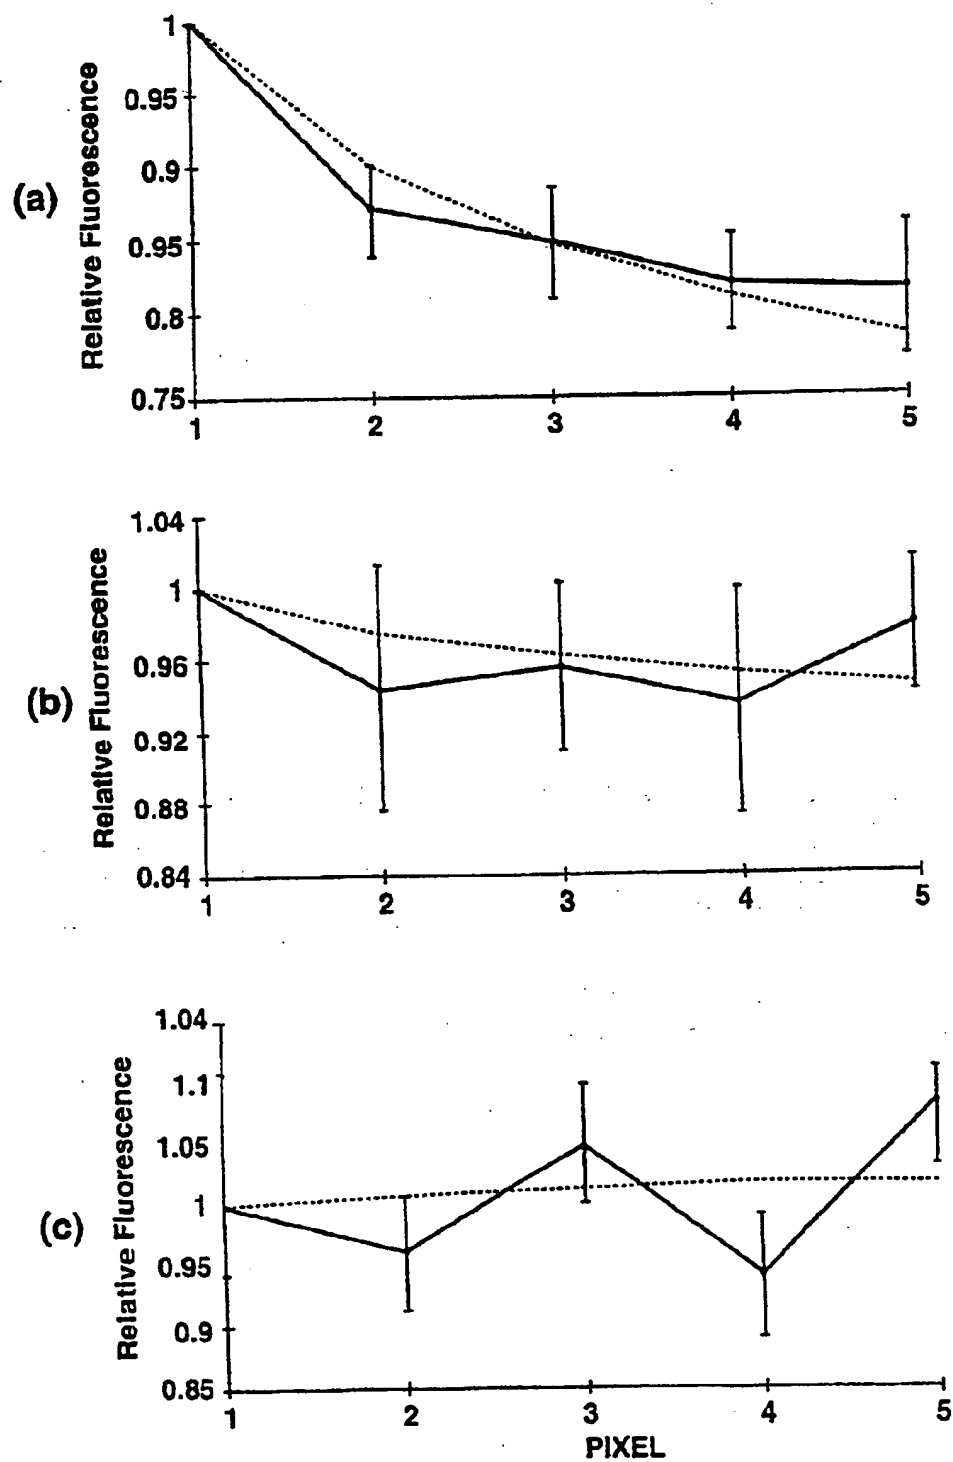 (a)
Relative Fluorescence
1
0.95
0.9
0.95
0.8
0.75
1 2 3 4 5
(b)
Relative Fluorescence
1.04
1
0.96
0.92
0.88
0.84
1 2 3 4 5
(c)
Relative Fluorescence
1.04
1.1
1.05
1
0.95
0.9
0.85
1 2 3 4 5
PIXEL